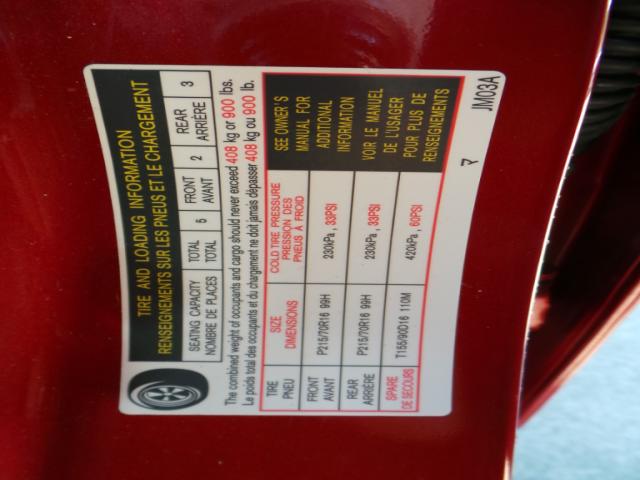 TIRE AND LOADING INFORMATION
RENSEIGNEMENTS SUR LES PNEUS ET LE CHARGEMENT
SEATING CAPACITY TOTAL 5 FRONT 2 REAR 3
NOMBRE DE PLACES TOTAL AVANT ARRIÈRE
The combined weight of occupants and cargo should never exceed 408 kg or 900 lbs.
Le poids total des occupants et du chargement ne doit jamais dépasser 408 kg ou 900 lb.
TIRE
PNEU
SIZE
DIMENSIONS
COLD TIRE PRESSURE
PRESSION DES
PNEUS À FROID
SEE OWNER'S
MANUAL FOR
ADDITIONAL
INFORMATION
VOIR LE MANUEL
DE L'USAGER
POUR PLUS DE
RENSEIGNEMENTS
FRONT
AVANT
P215/70R16 99H
230kPa, 33PSI
REAR
ARRIÈRE
P215/70R16 99H
230kPa, 33PSI
SPARE
DE SECOURS
T155/90D16 110M
420kPa, 60PSI
JM03A